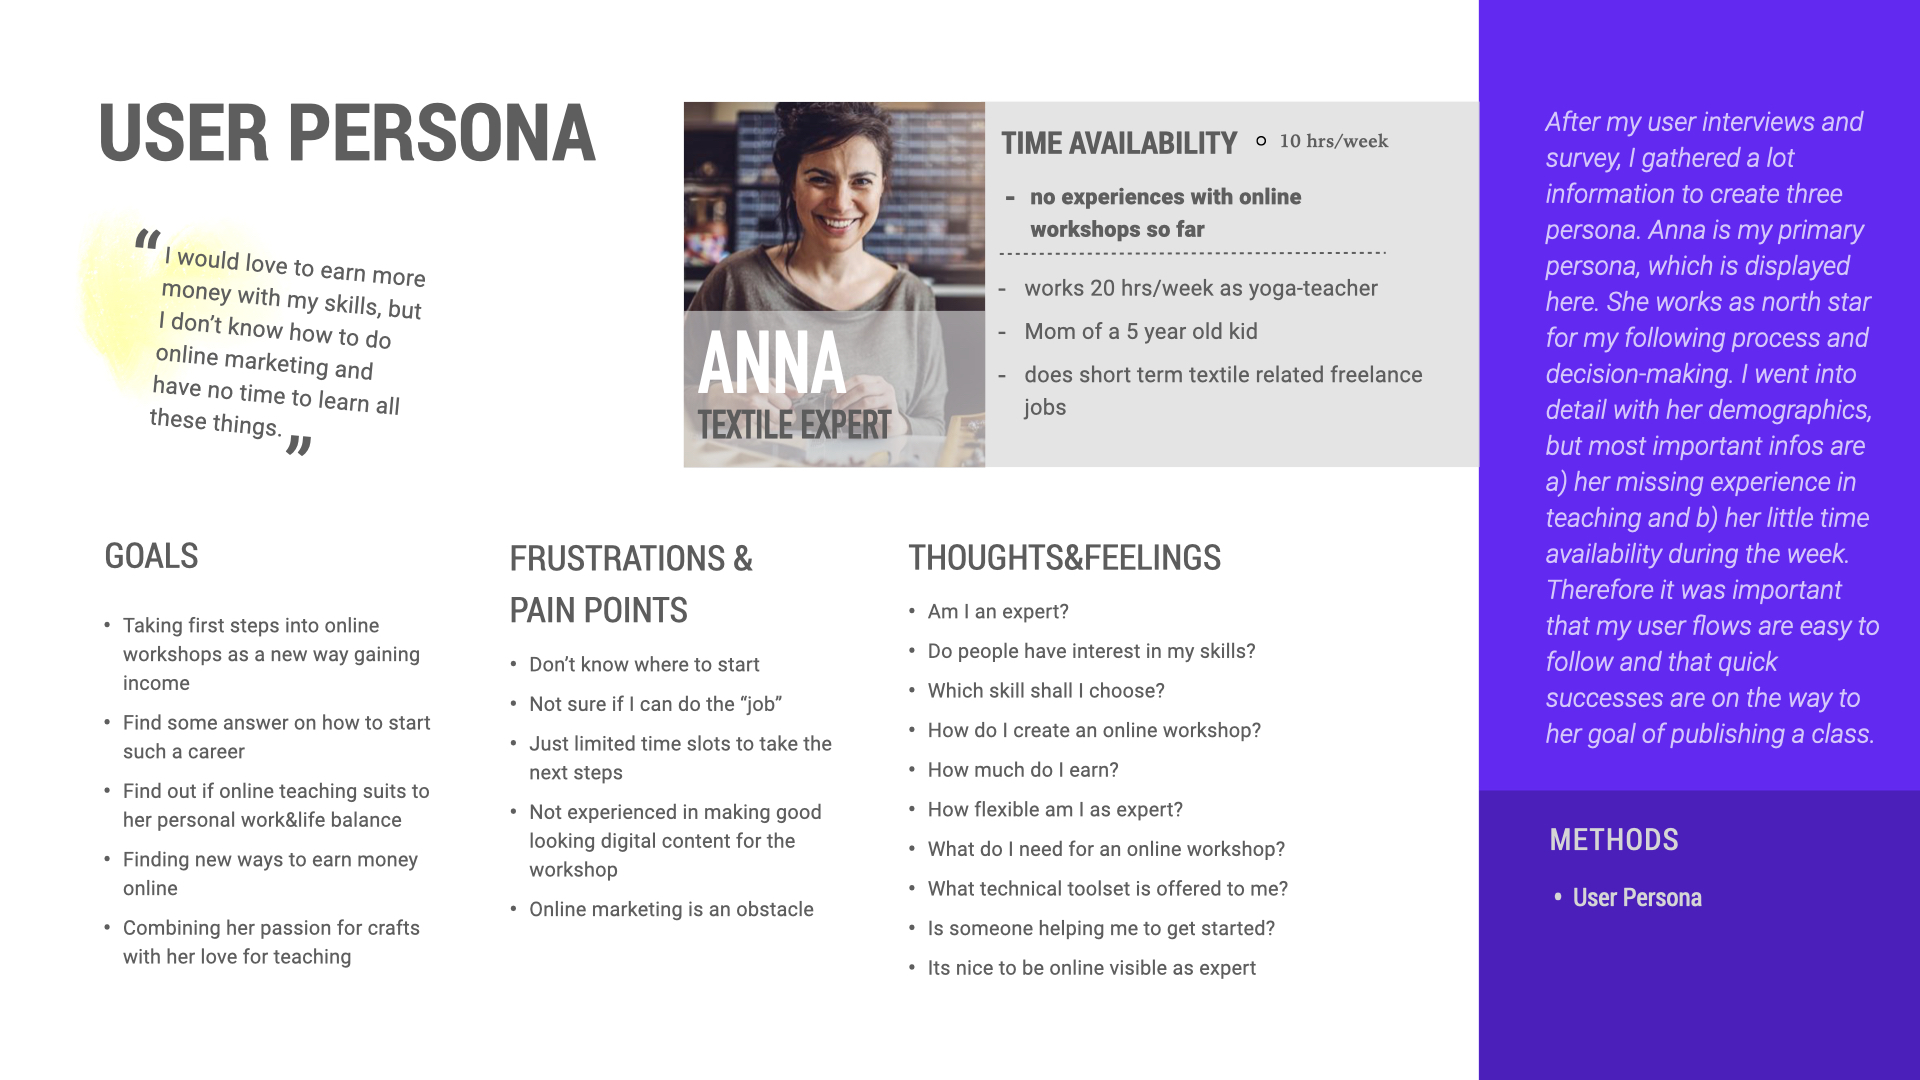 USER PERSONA
“
I would love to earn more
money with my skills, but
I don’t know how to do
online marketing and
have no time to learn all
these things.
”
ANNA
TEXTILE EXPERT
TIME AVAILABILITY ⚬ 10 hrs/week
- no experiences with online
workshops so far
- works 20 hrs/week as yoga-teacher
- Mom of a 5 year old kid
- does short term textile related freelance
jobs
GOALS
• Taking first steps into online
workshops as a new way gaining
income
• Find some answer on how to start
such a career
• Find out if online teaching suits to
her personal work&life balance
• Finding new ways to earn money
online
• Combining her passion for crafts
with her love for teaching
FRUSTRATIONS &
PAIN POINTS
• Don’t know where to start
• Not sure if I can do the “job”
• Just limited time slots to take the
next steps
• Not experienced in making good
looking digital content for the
workshop
• Online marketing is an obstacle
THOUGHTS&FEELINGS
• Am I an expert?
• Do people have interest in my skills?
• Which skill shall I choose?
• How do I create an online workshop?
• How much do I earn?
• How flexible am I as expert?
• What do I need for an online workshop?
• What technical toolset is offered to me?
• Is someone helping me to get started?
• Its nice to be online visible as expert
After my user interviews and
survey, I gathered a lot
information to create three
persona. Anna is my primary
persona, which is displayed
here. She works as north star
for my following process and
decision-making. I went into
detail with her demographics,
but most important infos are
a) her missing experience in
teaching and b) her little time
availability during the week.
Therefore it was important
that my user flows are easy to
follow and that quick
successes are on the way to
her goal of publishing a class.
METHODS
• User Persona